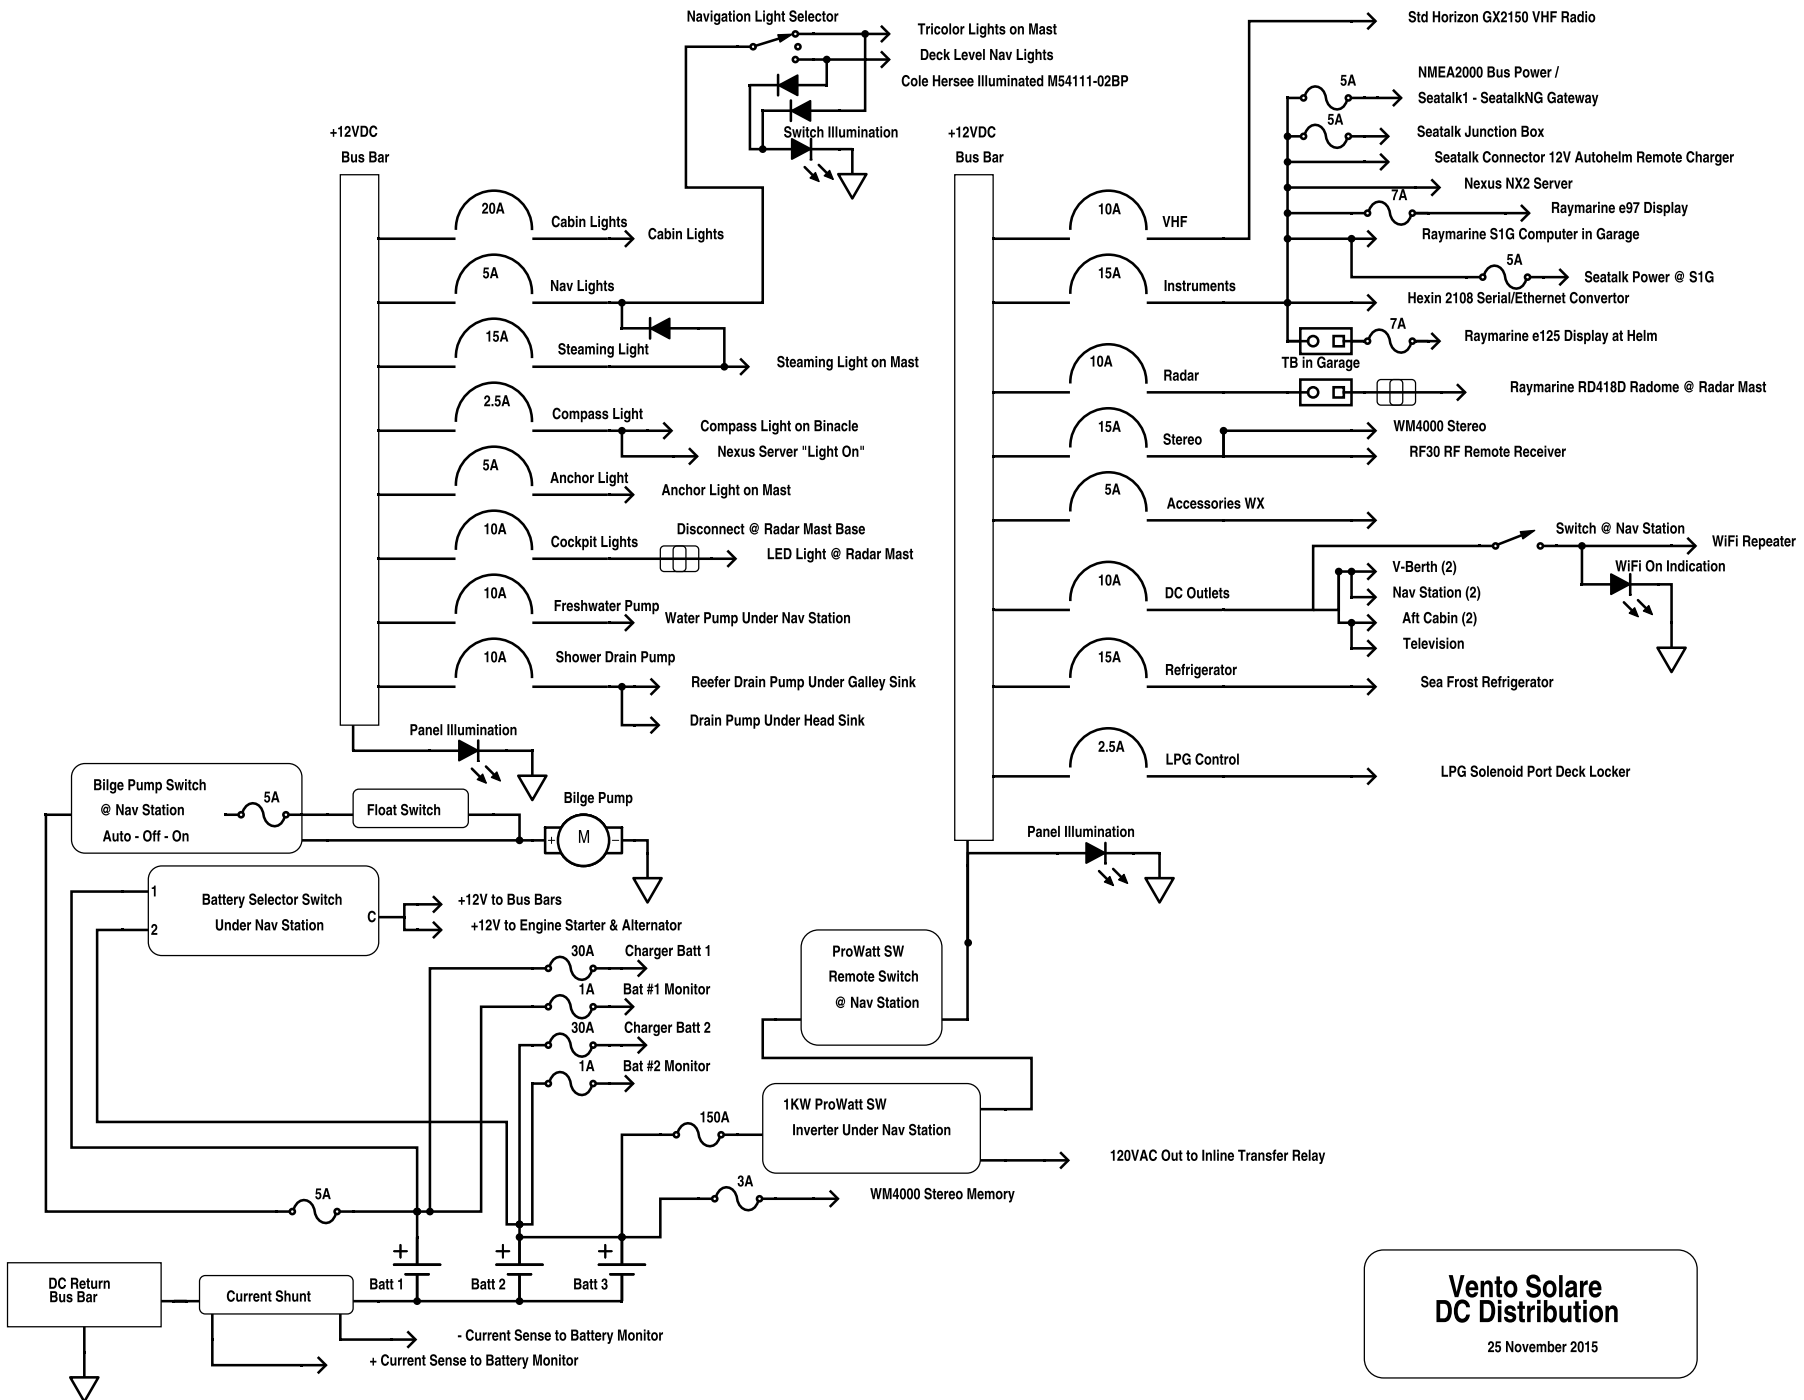 Navigation Light Selector
Tricolor Lights on Mast
Deck Level Nav Lights
Cole Hersee Illuminated M54111-02BP
Switch Illumination
+12VDC
Bus Bar
20A
Cabin Lights
Cabin Lights
5A
Nav Lights
15A
Steaming Light
Steaming Light on Mast
2.5A
Compass Light
Compass Light on Binacle
Nexus Server "Light On"
5A
Anchor Light
Anchor Light on Mast
10A
Cockpit Lights
Disconnect @ Radar Mast Base
LED Light @ Radar Mast
10A
Freshwater Pump
Water Pump Under Nav Station
10A
Shower Drain Pump
Reefer Drain Pump Under Galley Sink
Drain Pump Under Head Sink
Panel Illumination
+12VDC
Bus Bar
10A
VHF
Std Horizon GX2150 VHF Radio
15A
Instruments
5A
NMEA2000 Bus Power /
Seatalk1 - SeatalkNG Gateway
5A
Seatalk Junction Box
Seatalk Connector 12V Autohelm Remote Charger
Nexus NX2 Server
7A
Raymarine e97 Display
Raymarine S1G Computer in Garage
5A
Seatalk Power @ S1G
Hexin 2108 Serial/Ethernet Convertor
7A
Raymarine e125 Display at Helm
TB in Garage
10A
Radar
Raymarine RD418D Radome @ Radar Mast
15A
Stereo
WM4000 Stereo
RF30 RF Remote Receiver
5A
Accessories WX
10A
DC Outlets
Switch @ Nav Station
WiFi Repeater
WiFi On Indication
V-Berth (2)
Nav Station (2)
Aft Cabin (2)
Television
15A
Refrigerator
Sea Frost Refrigerator
2.5A
LPG Control
LPG Solenoid Port Deck Locker
Panel Illumination
Bilge Pump Switch
@ Nav Station
Auto - Off - On
5A
Float Switch
Bilge Pump
+
M
−
1
2
Battery Selector Switch
Under Nav Station
C
+12V to Bus Bars
+12V to Engine Starter & Alternator
30A
Charger Batt 1
1A
Bat #1 Monitor
30A
Charger Batt 2
1A
Bat #2 Monitor
ProWatt SW
Remote Switch
@ Nav Station
150A
1KW ProWatt SW
Inverter Under Nav Station
120VAC Out to Inline Transfer Relay
3A
WM4000 Stereo Memory
5A
+
Batt 1
+
Batt 2
+
Batt 3
DC Return
Bus Bar
Current Shunt
- Current Sense to Battery Monitor
+ Current Sense to Battery Monitor
Vento Solare
DC Distribution
25 November 2015